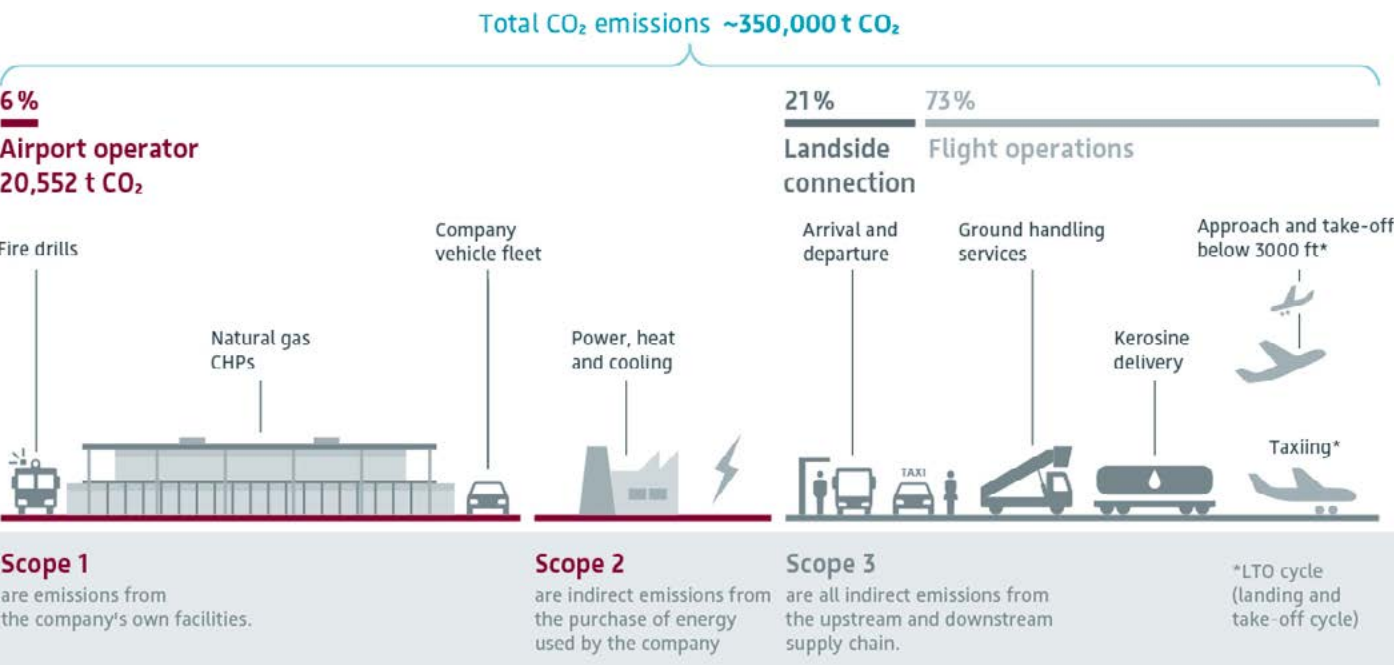 Total CO₂ emissions ~350,000 t CO₂
6%
Airport operator
20,552 t CO₂
21%
Landside
connection
73%
Flight operations
Fire drills
Natural gas
CHPs
Company
vehicle fleet
Power, heat
and cooling
Arrival and
departure
Ground handling
services
Kerosine
delivery
Approach and take-off
below 3000 ft*
Taxiing*
TAXI
Scope 1
are emissions from
the company's own facilities.
Scope 2
are indirect emissions from
the purchase of energy
used by the company
Scope 3
are all indirect emissions from
the upstream and downstream
supply chain.
*LTO cycle
(landing and
take-off cycle)